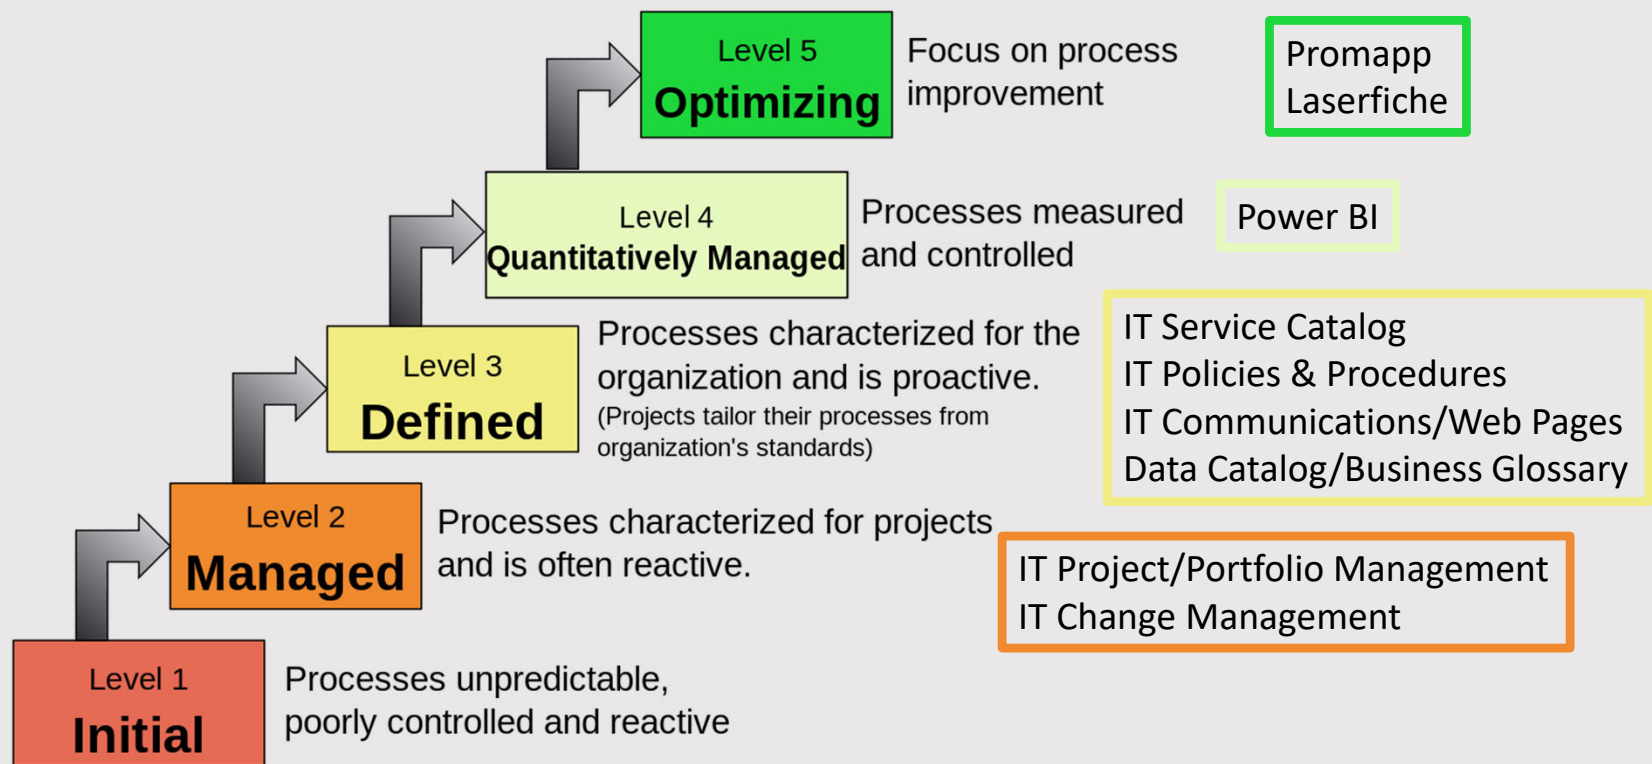 Level 5
Optimizing
Focus on process
improvement
Promapp
Laserfiche
Level 4
Quantitatively Managed
Processes measured
and controlled
Power BI
Level 3
Defined
Processes characterized for the
organization and is proactive.
(Projects tailor their processes from
organization's standards)
IT Service Catalog
IT Policies & Procedures
IT Communications/Web Pages
Data Catalog/Business Glossary
Level 2
Managed
Processes characterized for projects
and is often reactive.
IT Project/Portfolio Management
IT Change Management
Level 1
Initial
Processes unpredictable,
poorly controlled and reactive